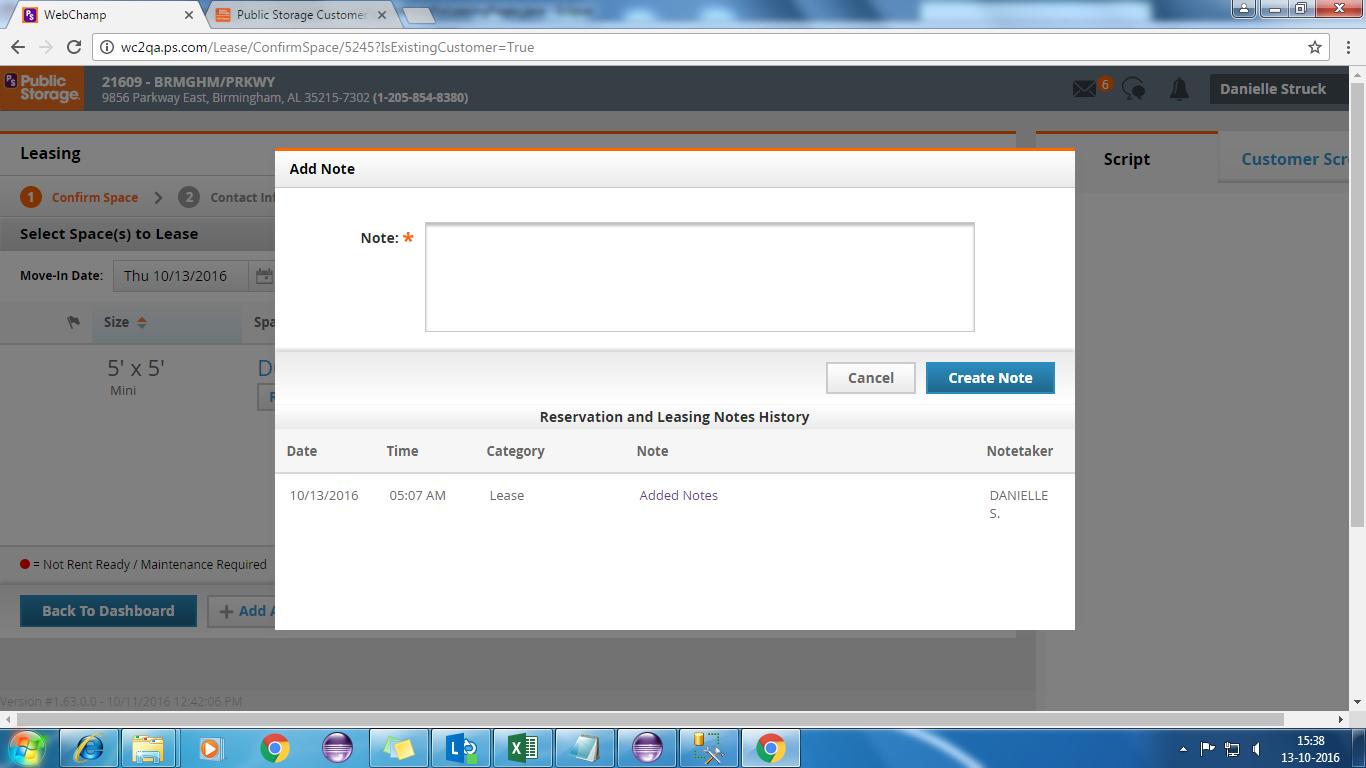 WebChamp
Public Storage Customer
wc2qa.ps.com/Lease/ConfirmSpace/5245?IsExistingCustomer=True
PS Public Storage.
21609 - BRMGHM/PRKWY
9856 Parkway East, Birmingham, AL 35215-7302 (1-205-854-8380)
6
Danielle Struck
Leasing
Script
Customer Scr
1 Confirm Space
2 Contact Inf
Select Space(s) to Lease
Move-In Date: Thu 10/13/2016
Size
Spa
5' x 5'
Mini
D
R
= Not Rent Ready / Maintenance Required
Back To Dashboard
+ Add A
Version #1.63.0.0 - 10/11/2016 12:42:06 PM
Add Note
Note: *
Cancel
Create Note
Reservation and Leasing Notes History
Date Time Category Note Notetaker
10/13/2016 05:07 AM Lease Added Notes DANIELLE
S.
15:38
13-10-2016